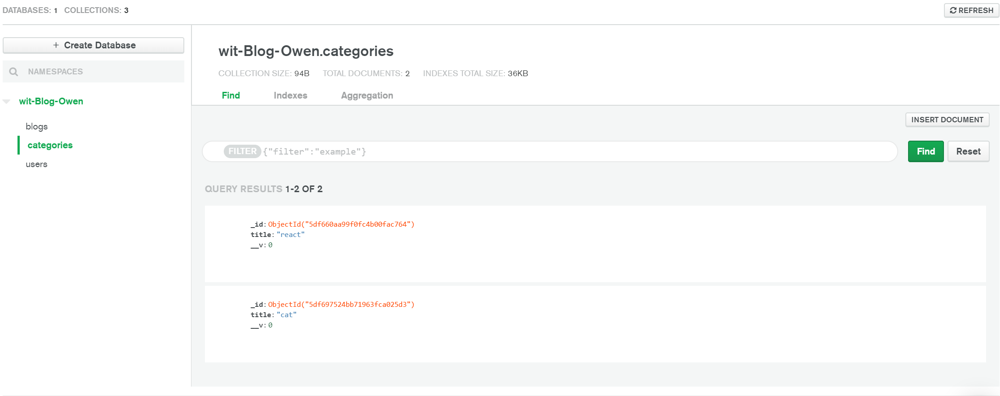 DATABASES: 1 COLLECTIONS: 3
REFRESH
+ Create Database
NAMESPACES
wit-Blog-Owen
blogs
categories
users
wit-Blog-Owen.categories
COLLECTION SIZE: 94B TOTAL DOCUMENTS: 2 INDEXES TOTAL SIZE: 36KB
Find Indexes Aggregation
INSERT DOCUMENT
FILTER {"filter":"example"}
Find Reset
QUERY RESULTS 1-2 OF 2
_id: ObjectId("5df660aa99f0fc4b00fac764")
title: "react"
__v: 0
_id: ObjectId("5df697524bb71963fca025d3")
title: "cat"
__v: 0